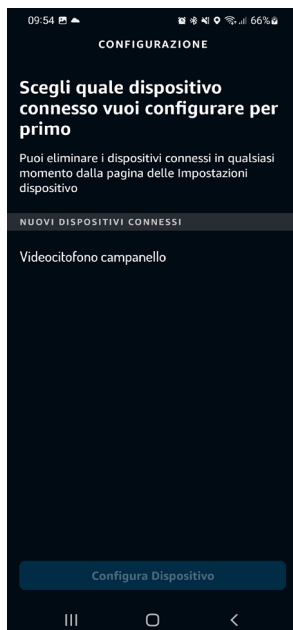 09:54 66%
CONFIGURAZIONE
Scegli quale dispositivo
connesso vuoi configurare per
primo
Puoi eliminare i dispositivi connessi in qualsiasi
momento dalla pagina delle Impostazioni
dispositivo
NUOVI DISPOSITIVI CONNESSI
Videocitofono campanello
Configura Dispositivo